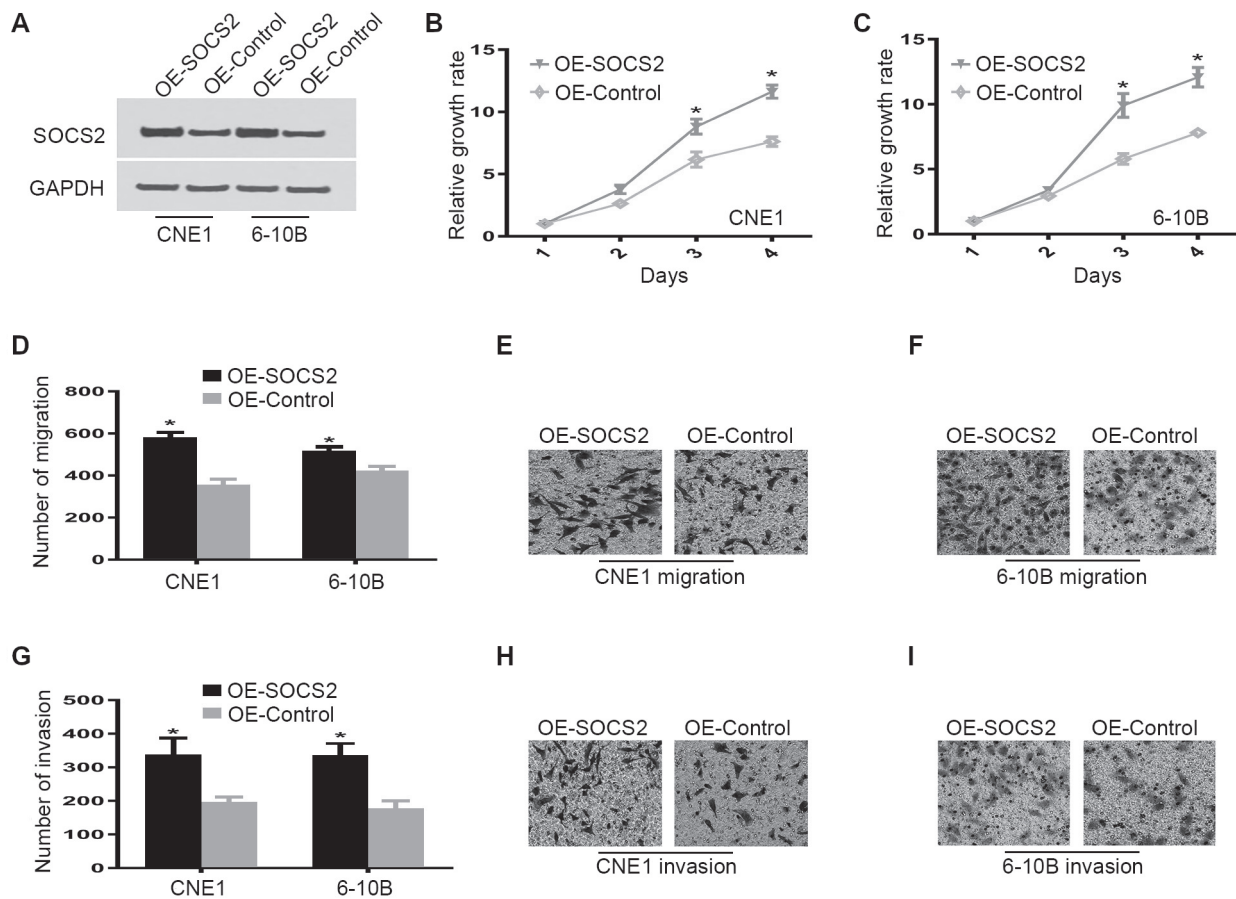 A
OE-SOCS2
OE-Control
OE-SOCS2
OE-Control
SOCS2
GAPDH
CNE1
6-10B
B
Relative growth rate
15
10
5
0
OE-SOCS2
OE-Control
*
*
CNE1
1 2 3 4
Days
C
Relative growth rate
15
10
5
0
OE-SOCS2
OE-Control
*
*
6-10B
1 2 3 4
Days
D
Number of migration
800
600
400
200
0
OE-SOCS2
OE-Control
*
*
CNE1 6-10B
E
OE-SOCS2 OE-Control
CNE1 migration
F
OE-SOCS2 OE-Control
6-10B migration
G
Number of invasion
500
400
300
200
100
0
OE-SOCS2
OE-Control
*
*
CNE1 6-10B
H
OE-SOCS2 OE-Control
CNE1 invasion
I
OE-SOCS2 OE-Control
6-10B invasion